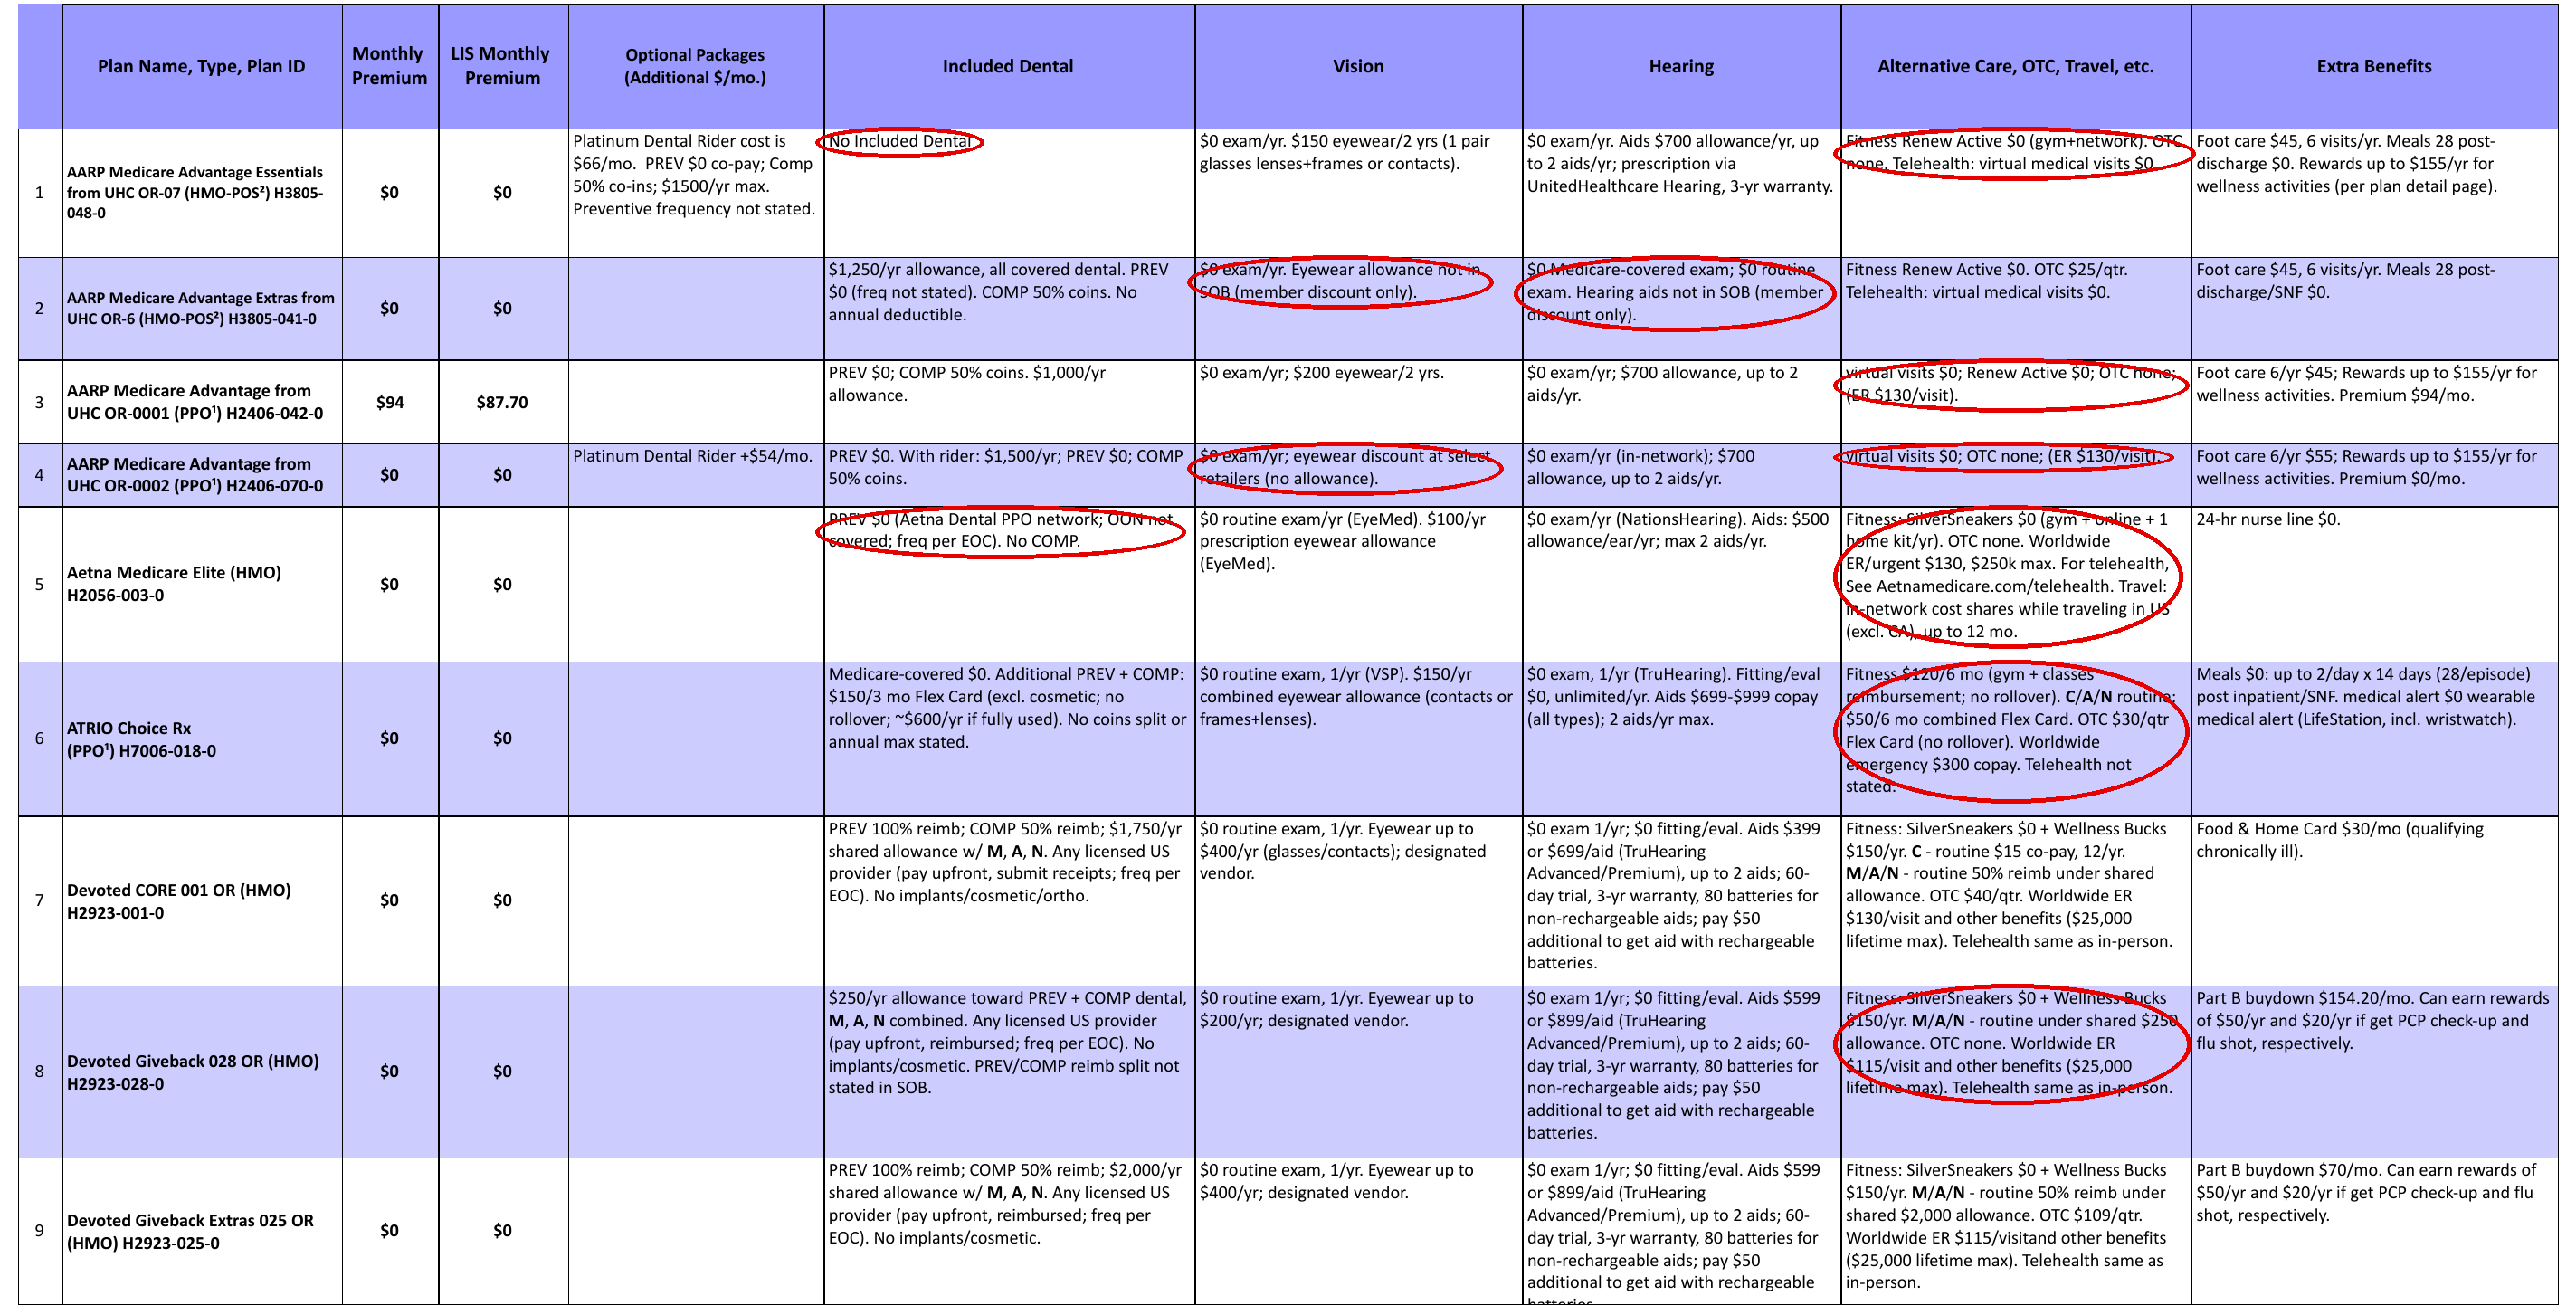 Plan Name, Type, Plan ID
Monthly
Premium
LIS Monthly
Premium
Optional Packages
(Additional $/mo.)
Included Dental
Vision
Hearing
Alternative Care, OTC, Travel, etc.
Extra Benefits
1
AARP Medicare Advantage Essentials
from UHC OR-07 (HMO-POS²) H3805-
048-0
$0
$0
Platinum Dental Rider cost is
$66/mo.  PREV $0 co-pay; Comp
50% co-ins; $1500/yr max.
Preventive frequency not stated.
No Included Dental
$0 exam/yr. $150 eyewear/2 yrs (1 pair
glasses lenses+frames or contacts).
$0 exam/yr. Aids $700 allowance/yr, up
to 2 aids/yr; prescription via
UnitedHealthcare Hearing, 3-yr warranty.
Fitness Renew Active $0 (gym+network). OTC
none. Telehealth: virtual medical visits $0.
Foot care $45, 6 visits/yr. Meals 28 post-
discharge $0. Rewards up to $155/yr for
wellness activities (per plan detail page).
2
AARP Medicare Advantage Extras from
UHC OR-6 (HMO-POS²) H3805-041-0
$0
$0
$1,250/yr allowance, all covered dental. PREV
$0 (freq not stated). COMP 50% coins. No
annual deductible.
$0 exam/yr. Eyewear allowance not in
SOB (member discount only).
$0 Medicare-covered exam; $0 routine
exam. Hearing aids not in SOB (member
discount only).
Fitness Renew Active $0. OTC $25/qtr.
Telehealth: virtual medical visits $0.
Foot care $45, 6 visits/yr. Meals 28 post-
discharge/SNF $0.
3
AARP Medicare Advantage from
UHC OR-0001 (PPO¹) H2406-042-0
$94
$87.70
PREV $0; COMP 50% coins. $1,000/yr
allowance.
$0 exam/yr; $200 eyewear/2 yrs.
$0 exam/yr; $700 allowance, up to 2
aids/yr.
virtual visits $0; Renew Active $0; OTC none;
(ER $130/visit).
Foot care 6/yr $45; Rewards up to $155/yr for
wellness activities. Premium $94/mo.
4
AARP Medicare Advantage from
UHC OR-0002 (PPO¹) H2406-070-0
$0
$0
Platinum Dental Rider +$54/mo.
PREV $0. With rider: $1,500/yr; PREV $0; COMP
50% coins.
$0 exam/yr; eyewear discount at select
retailers (no allowance).
$0 exam/yr (in-network); $700
allowance, up to 2 aids/yr.
virtual visits $0; OTC none; (ER $130/visit).
Foot care 6/yr $55; Rewards up to $155/yr for
wellness activities. Premium $0/mo.
5
Aetna Medicare Elite (HMO)
H2056-003-0
$0
$0
PREV $0 (Aetna Dental PPO network; OON not
covered; freq per EOC). No COMP.
$0 routine exam/yr (EyeMed). $100/yr
prescription eyewear allowance
(EyeMed).
$0 exam/yr (NationsHearing). Aids: $500
allowance/ear/yr; max 2 aids/yr.
Fitness: SilverSneakers $0 (gym + online + 1
home kit/yr). OTC none. Worldwide
ER/urgent $130, $250k max. For telehealth,
See Aetnamedicare.com/telehealth. Travel:
in-network cost shares while traveling in US
(excl. CA), up to 12 mo.
24-hr nurse line $0.
6
ATRIO Choice Rx
(PPO¹) H7006-018-0
$0
$0
Medicare-covered $0. Additional PREV + COMP:
$150/3 mo Flex Card (excl. cosmetic; no
rollover; ~$600/yr if fully used). No coins split or
annual max stated.
$0 routine exam, 1/yr (VSP). $150/yr
combined eyewear allowance (contacts or
frames+lenses).
$0 exam, 1/yr (TruHearing). Fitting/eval
$0, unlimited/yr. Aids $699-$999 copay
(all types); 2 aids/yr max.
Fitness $120/6 mo (gym + classes
reimbursement; no rollover). C/A/N routine:
$50/6 mo combined Flex Card. OTC $30/qtr
Flex Card (no rollover). Worldwide
emergency $300 copay. Telehealth not
stated.
Meals $0: up to 2/day x 14 days (28/episode)
post inpatient/SNF. medical alert $0 wearable
medical alert (LifeStation, incl. wristwatch).
7
Devoted CORE 001 OR (HMO)
H2923-001-0
$0
$0
PREV 100% reimb; COMP 50% reimb; $1,750/yr
shared allowance w/ M, A, N. Any licensed US
provider (pay upfront, submit receipts; freq per
EOC). No implants/cosmetic/ortho.
$0 routine exam, 1/yr. Eyewear up to
$400/yr (glasses/contacts); designated
vendor.
$0 exam 1/yr; $0 fitting/eval. Aids $399
or $699/aid (TruHearing
Advanced/Premium), up to 2 aids; 60-
day trial, 3-yr warranty, 80 batteries for
non-rechargeable aids; pay $50
additional to get aid with rechargeable
batteries.
Fitness: SilverSneakers $0 + Wellness Bucks
$150/yr. C - routine $15 co-pay, 12/yr.
M/A/N - routine 50% reimb under shared
allowance. OTC $40/qtr. Worldwide ER
$130/visit and other benefits ($25,000
lifetime max). Telehealth same as in-person.
Food & Home Card $30/mo (qualifying
chronically ill).
8
Devoted Giveback 028 OR (HMO)
H2923-028-0
$0
$0
$250/yr allowance toward PREV + COMP dental,
M, A, N combined. Any licensed US provider
(pay upfront, reimbursed; freq per EOC). No
implants/cosmetic. PREV/COMP reimb split not
stated in SOB.
$0 routine exam, 1/yr. Eyewear up to
$200/yr; designated vendor.
$0 exam 1/yr; $0 fitting/eval. Aids $599
or $899/aid (TruHearing
Advanced/Premium), up to 2 aids; 60-
day trial, 3-yr warranty, 80 batteries for
non-rechargeable aids; pay $50
additional to get aid with rechargeable
batteries.
Fitness: SilverSneakers $0 + Wellness Bucks
$150/yr. M/A/N - routine under shared $250
allowance. OTC none. Worldwide ER
$115/visit and other benefits ($25,000
lifetime max). Telehealth same as in-person.
Part B buydown $154.20/mo. Can earn rewards
of $50/yr and $20/yr if get PCP check-up and
flu shot, respectively.
9
Devoted Giveback Extras 025 OR
(HMO) H2923-025-0
$0
$0
PREV 100% reimb; COMP 50% reimb; $2,000/yr
shared allowance w/ M, A, N. Any licensed US
provider (pay upfront, reimbursed; freq per
EOC). No implants/cosmetic.
$0 routine exam, 1/yr. Eyewear up to
$400/yr; designated vendor.
$0 exam 1/yr; $0 fitting/eval. Aids $599
or $899/aid (TruHearing
Advanced/Premium), up to 2 aids; 60-
day trial, 3-yr warranty, 80 batteries for
non-rechargeable aids; pay $50
additional to get aid with rechargeable
Fitness: SilverSneakers $0 + Wellness Bucks
$150/yr. M/A/N - routine 50% reimb under
shared $2,000 allowance. OTC $109/qtr.
Worldwide ER $115/visitand other benefits
($25,000 lifetime max). Telehealth same as
in-person.
Part B buydown $70/mo. Can earn rewards of
$50/yr and $20/yr if get PCP check-up and flu
shot, respectively.